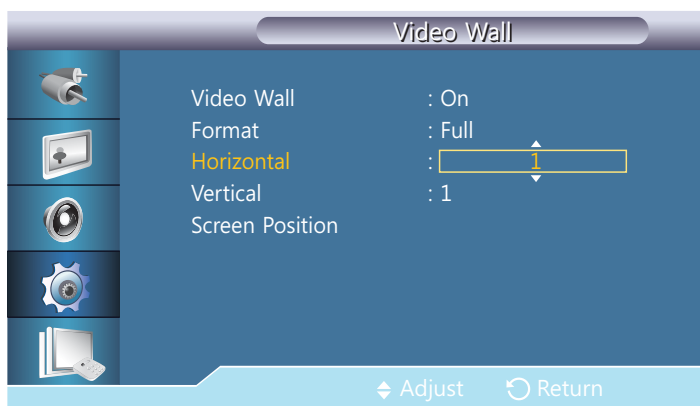 Video Wall
Video Wall : On
Format : Full
Horizontal : 1
Vertical : 1
Screen Position
Adjust Return